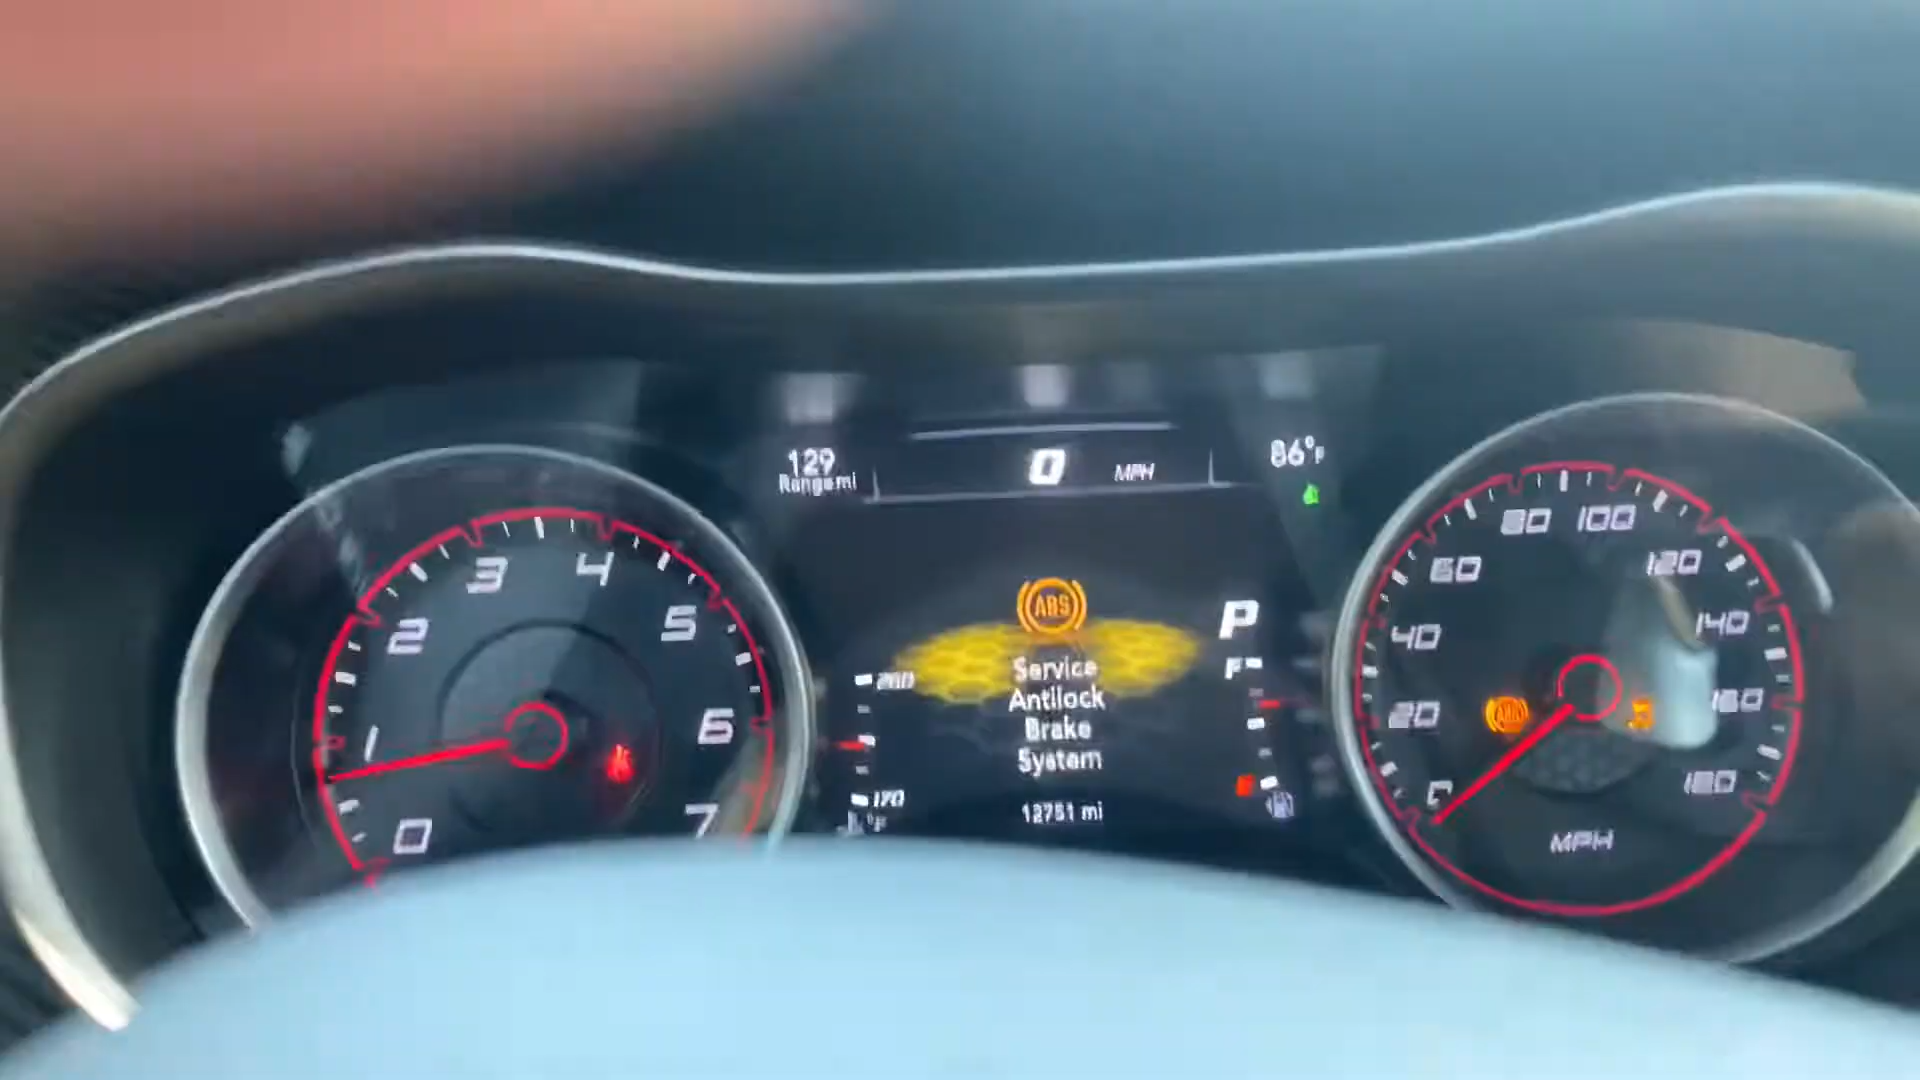 129
Range mi
0 MPH
86°F
ABS
Service
Antilock
Brake
System
12751 mi
P
F
260
170
°F
0
1
2
3
4
5
6
7
20
40
60
80
100
120
140
160
180
MPH
ABS